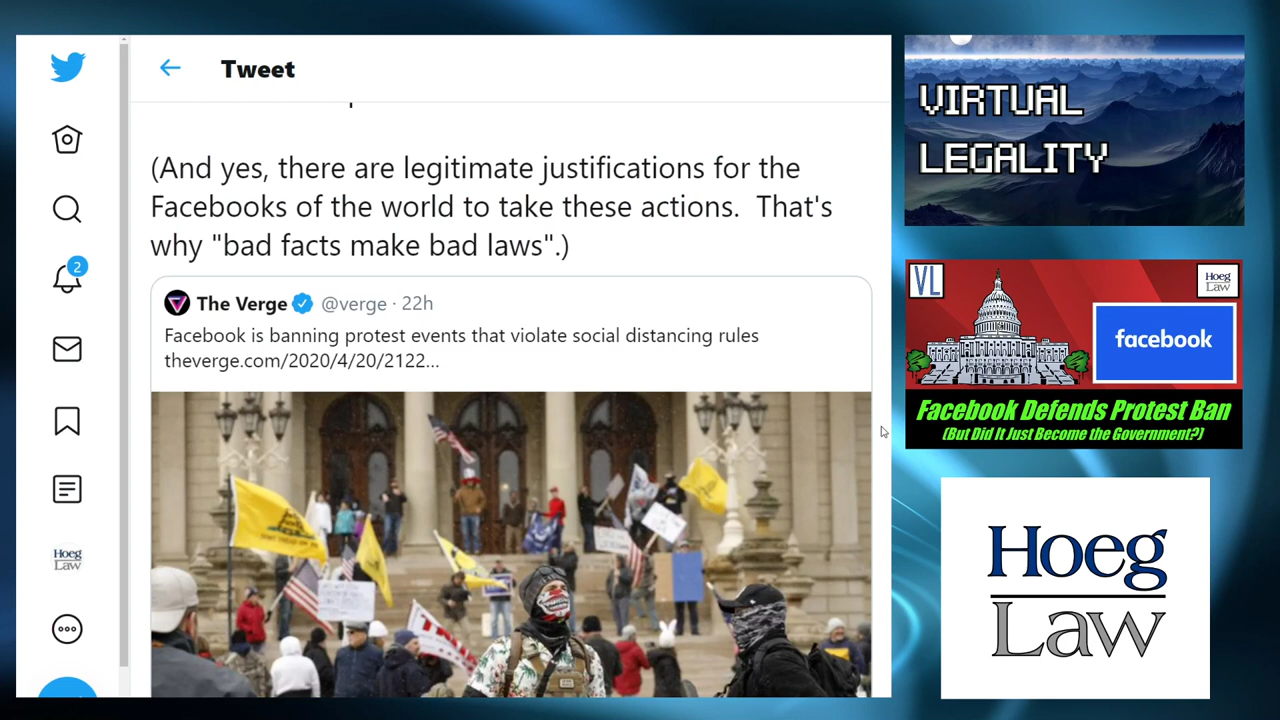 Tweet
(And yes, there are legitimate justifications for the
Facebooks of the world to take these actions.  That's
why "bad facts make bad laws".)
The Verge @verge · 22h
Facebook is banning protest events that violate social distancing rules
theverge.com/2020/4/20/2122...
2
Hoeg
Law
VIRTUAL
LEGALITY
VL
Hoeg
Law
facebook
Facebook Defends Protest Ban
(But Did It Just Become the Government?)
Hoeg
Law